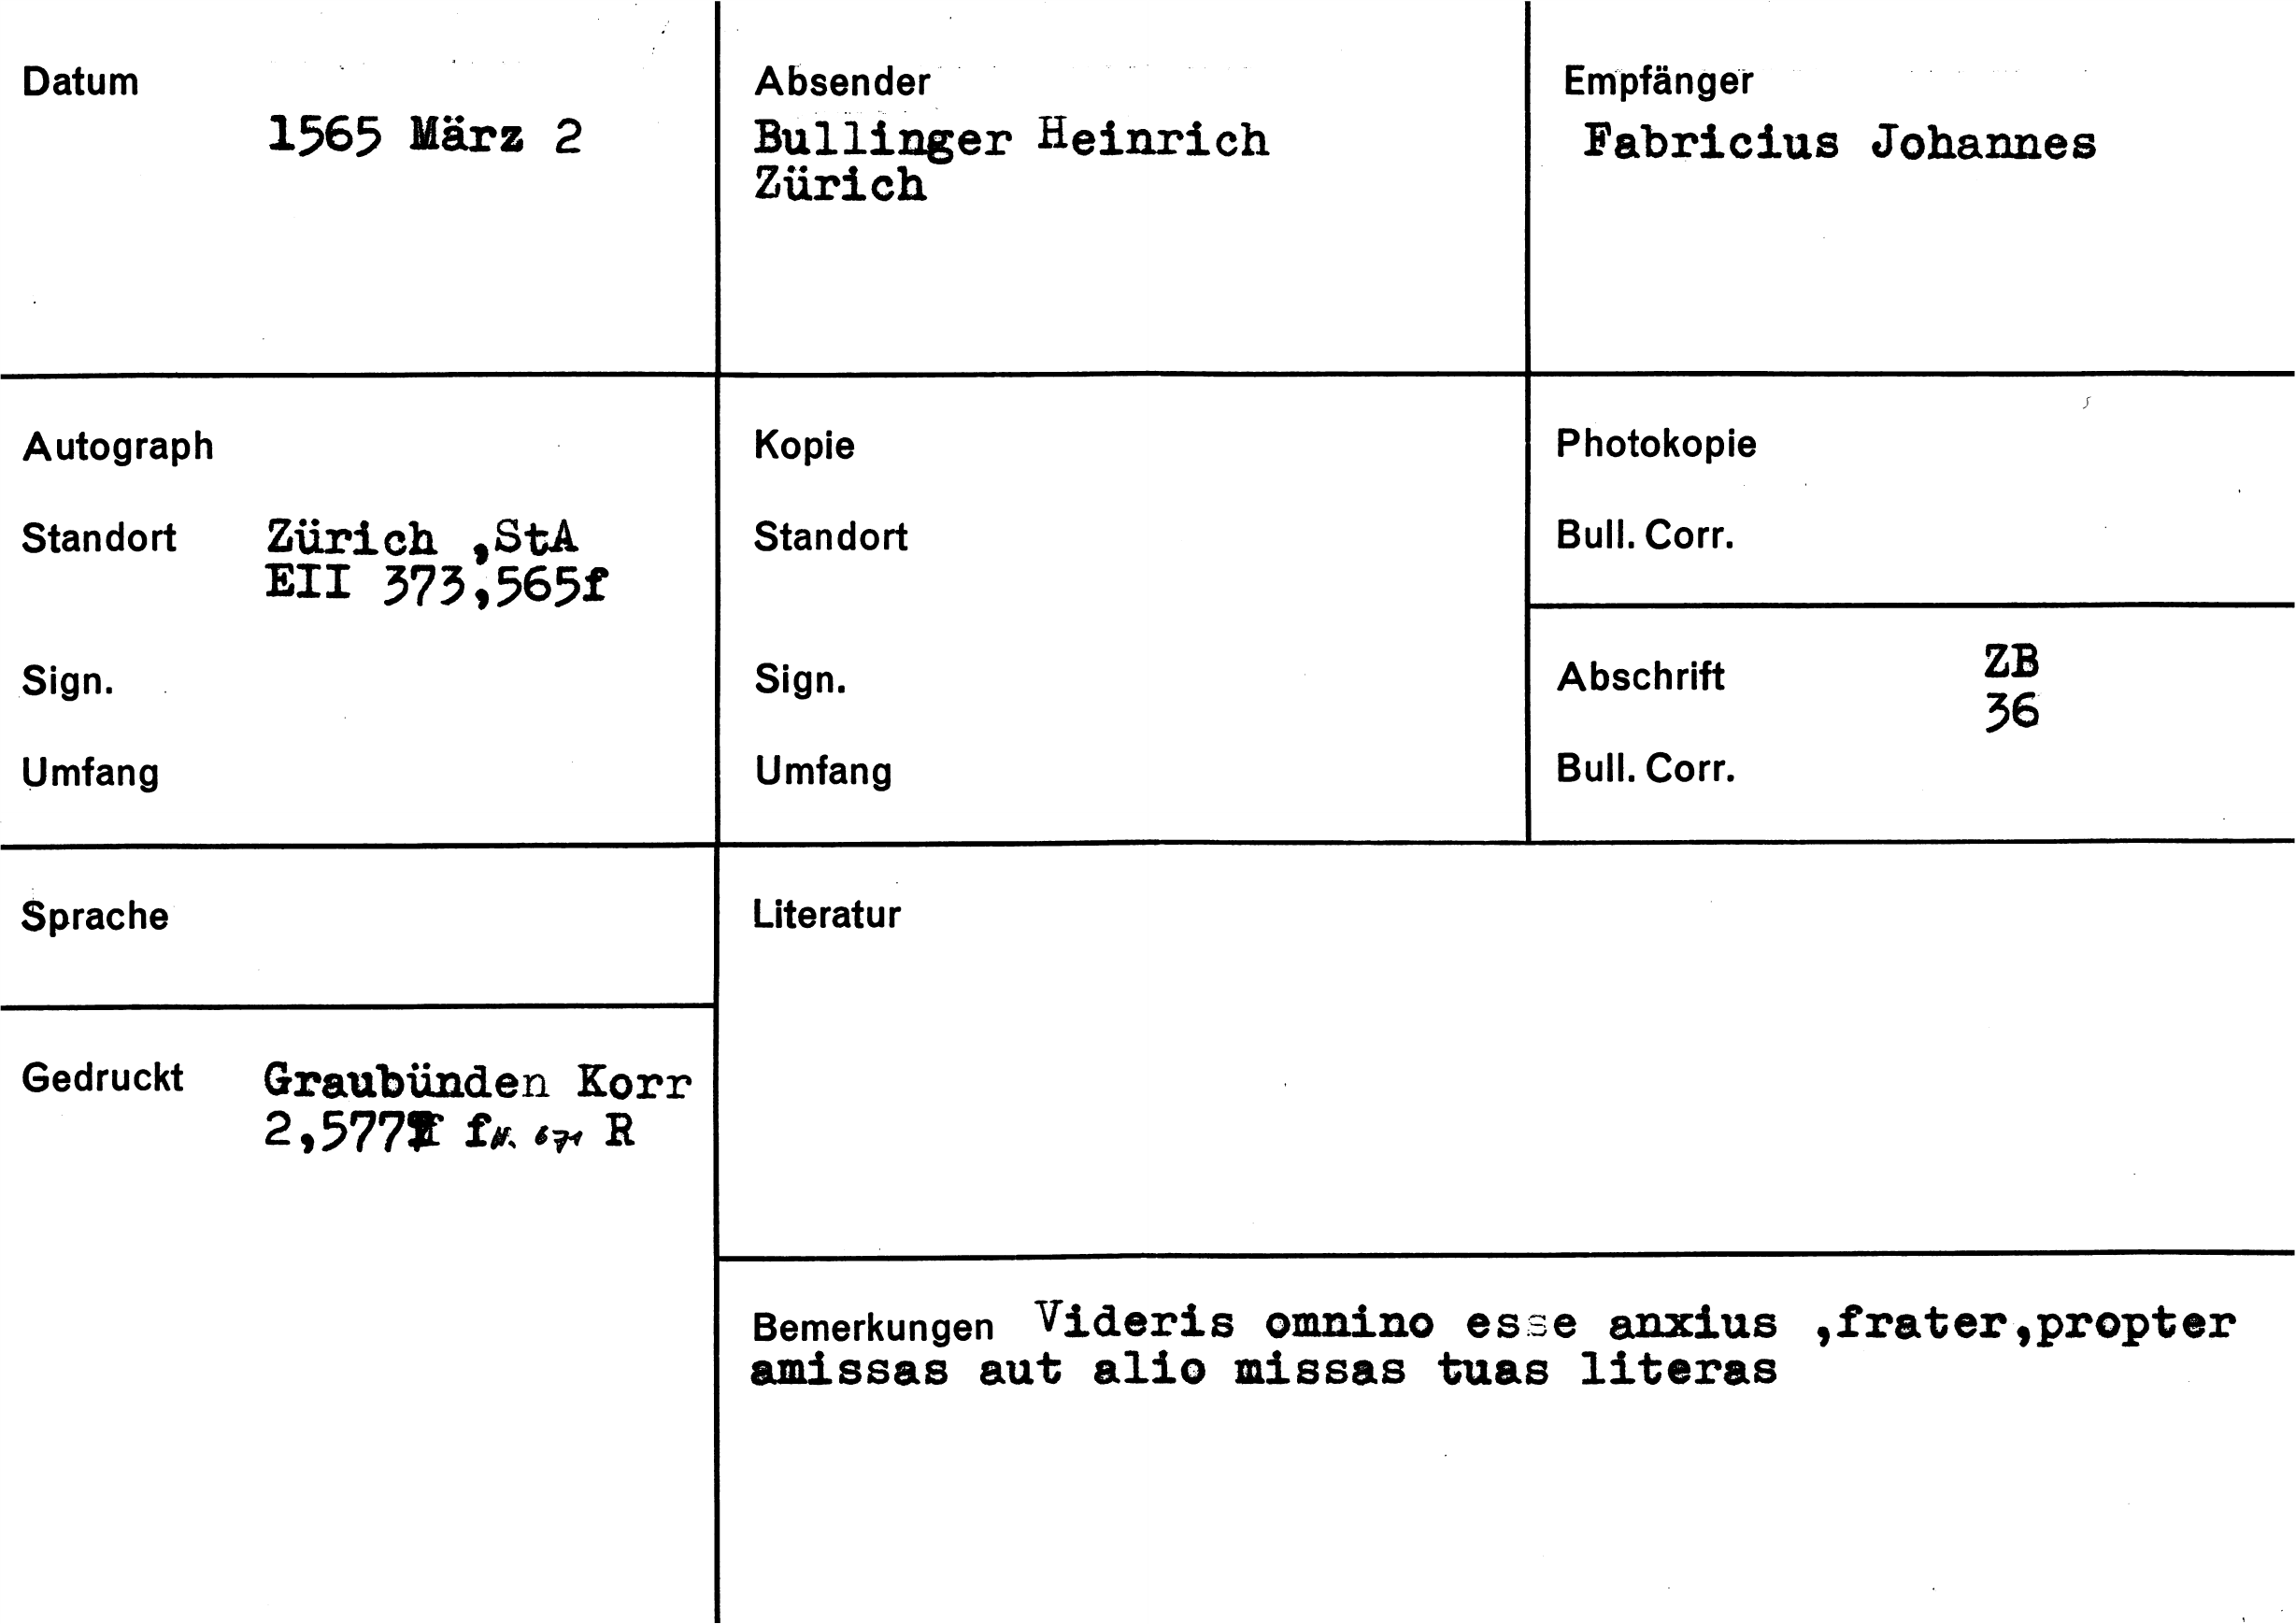 Datum
1565 März 2
Absender
Bullinger Heinrich
Zürich
Empfänger
Fabricius Johannes
Autograph
Standort Zürich ,StA
EII 373,565f
Sign.
Umfang
Kopie
Standort
Sign.
Umfang
Photokopie
Bull. Corr.
Abschrift ZB
36
Bull. Corr.
Sprache
Gedruckt Graubünden Korr
2,577 f N. 671 R
Literatur
Bemerkungen Videris omnino esse anxius ,frater,propter
amissas aut alio missas tuas literas